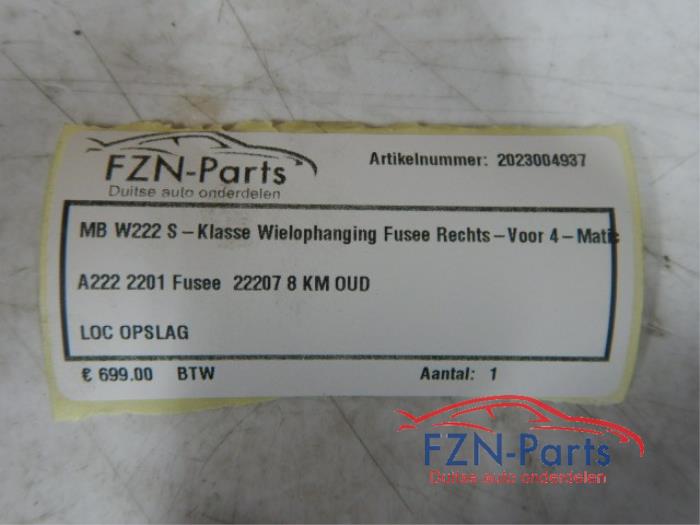 FZN-Parts
Duitse auto onderdelen
Artikelnummer: 2023004937
MB W222 S-Klasse Wielophanging Fusee Rechts-Voor 4-Matic
A222 2201 Fusee 22207 8 KM OUD
LOC OPSLAG
€ 699.00 BTW Aantal: 1
FZN-Parts
Duitse auto onderdelen